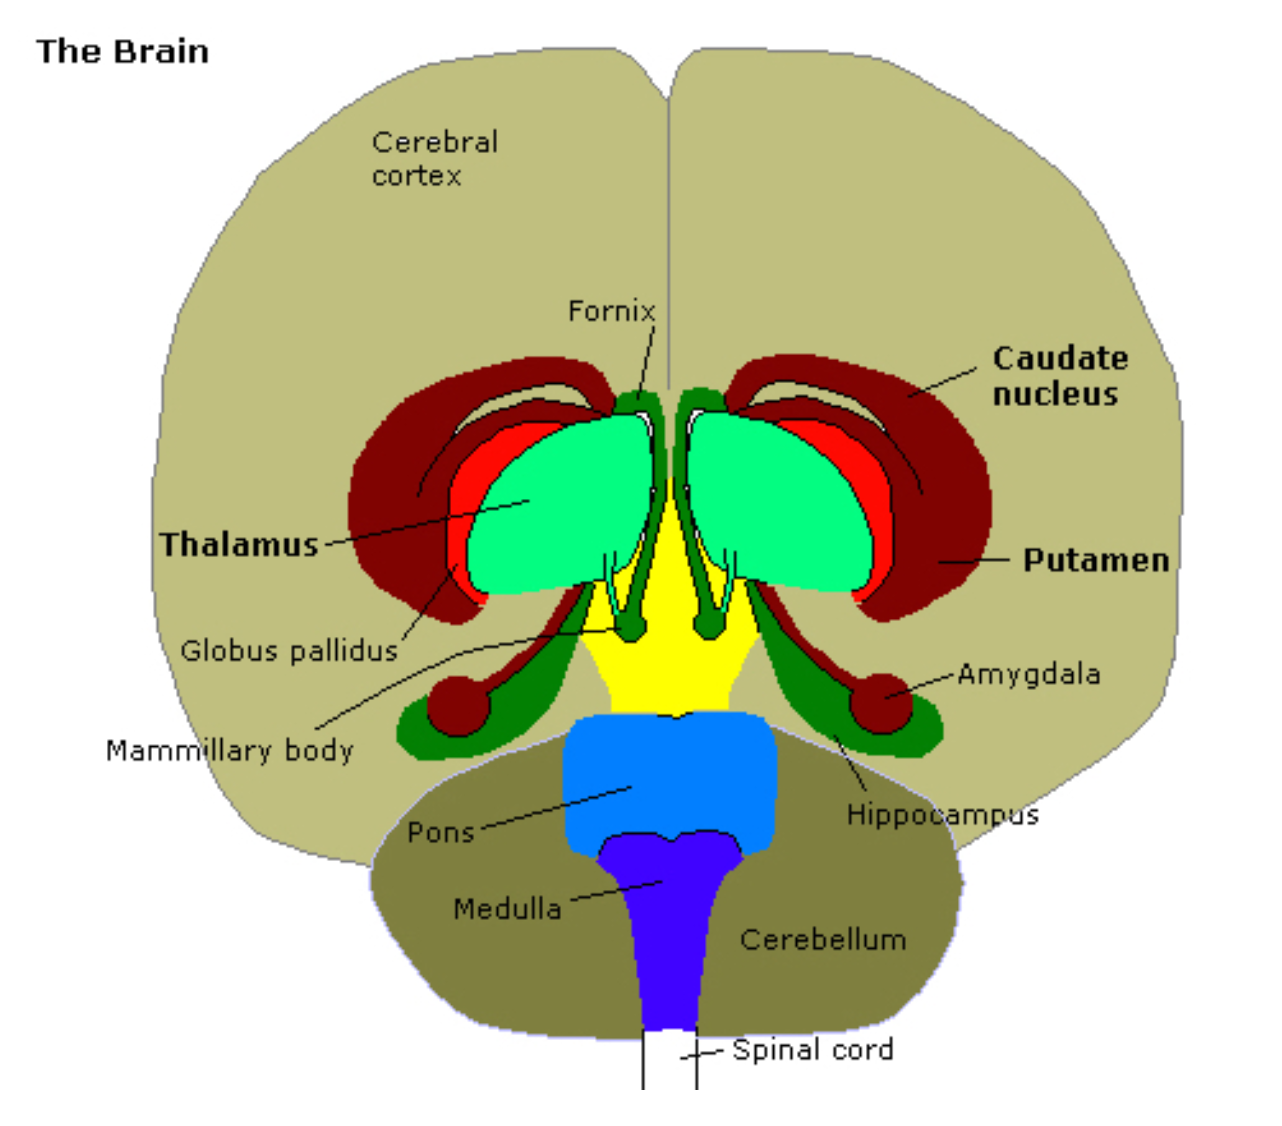 The Brain
Cerebral
cortex
Fornix
Caudate
nucleus
Thalamus
Putamen
Globus pallidus
Amygdala
Mammillary body
Hippocampus
Pons
Medulla
Cerebellum
Spinal cord